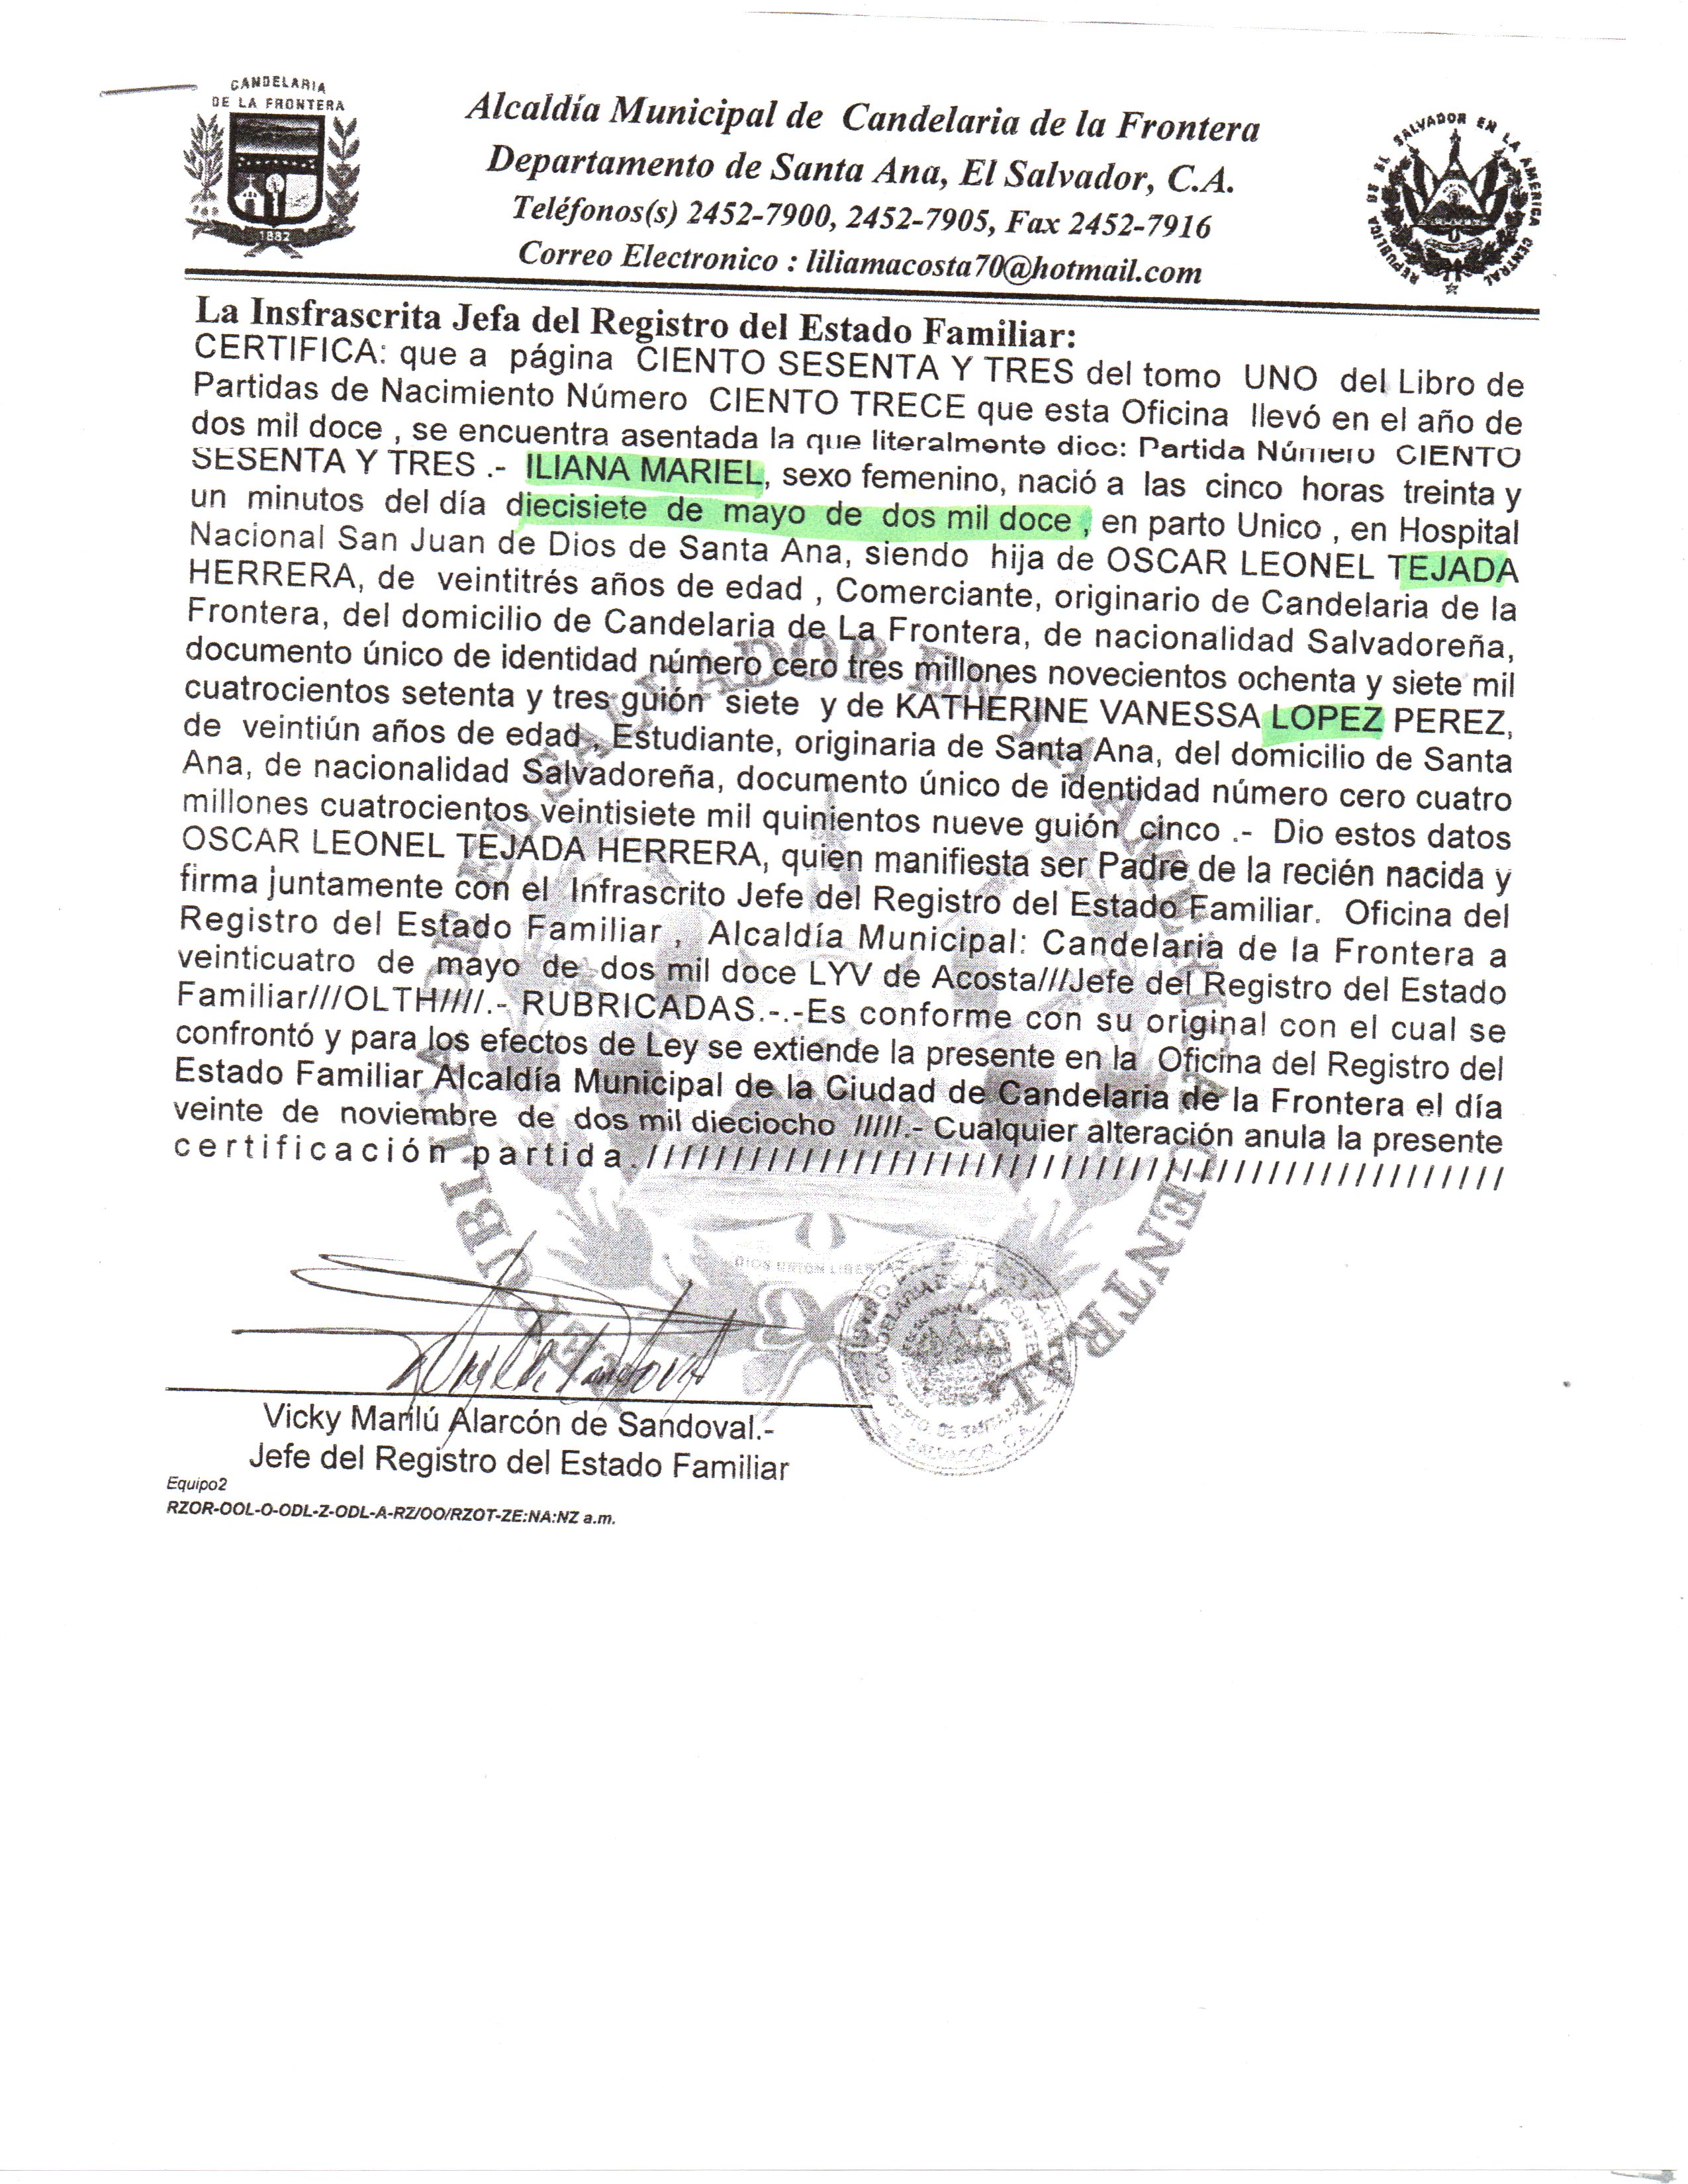 CANDELARIA
DE LA FRONTERA
1882
Alcaldía Municipal de Candelaria de la Frontera
Departamento de Santa Ana, El Salvador, C.A.
Teléfonos(s) 2452-7900, 2452-7905, Fax 2452-7916
Correo Electronico : liliamacosta70@hotmail.com
REPUBLICA DE EL SALVADOR EN LA AMERICA CENTRAL
La Insfrascrita Jefa del Registro del Estado Familiar:
CERTIFICA: que a página CIENTO SESENTA Y TRES del tomo UNO del Libro de
Partidas de Nacimiento Número CIENTO TRECE que esta Oficina llevó en el año de
dos mil doce , se encuentra asentada la que literalmente dice: Partida Número CIENTO
SESENTA Y TRES .- ILIANA MARIEL, sexo femenino, nació a las cinco horas treinta y
un minutos del día diecisiete de mayo de dos mil doce , en parto Unico , en Hospital
Nacional San Juan de Dios de Santa Ana, siendo hija de OSCAR LEONEL TEJADA
HERRERA, de veintitrés años de edad , Comerciante, originario de Candelaria de la
Frontera, del domicilio de Candelaria de La Frontera, de nacionalidad Salvadoreña,
documento único de identidad número cero tres millones novecientos ochenta y siete mil
cuatrocientos setenta y tres guión siete y de KATHERINE VANESSA LOPEZ PEREZ,
de veintiún años de edad , Estudiante, originaria de Santa Ana, del domicilio de Santa
Ana, de nacionalidad Salvadoreña, documento único de identidad número cero cuatro
millones cuatrocientos veintisiete mil quinientos nueve guión cinco .- Dio estos datos
OSCAR LEONEL TEJADA HERRERA, quien manifiesta ser Padre de la recién nacida y
firma juntamente con el Infrascrito Jefe del Registro del Estado Familiar. Oficina del
Registro del Estado Familiar , Alcaldía Municipal: Candelaria de la Frontera a
veinticuatro de mayo de dos mil doce LYV de Acosta///Jefe del Registro del Estado
Familiar///OLTH/////.- RUBRICADAS.-.-Es conforme con su original con el cual se
confrontó y para los efectos de Ley se extiende la presente en la Oficina del Registro del
Estado Familiar Alcaldía Municipal de la Ciudad de Candelaria de la Frontera el día
veinte de noviembre de dos mil dieciocho /////.- Cualquier alteración anula la presente
certificación partida.////////////////////////////////////////////////////////////
DIOS UNION LIBERTAD
Vicky Marilú Alarcón de Sandoval.-
Jefe del Registro del Estado Familiar
Equipo2
RZOR-OOL-O-ODL-Z-ODL-A-RZ/OO/RZOT-ZE:NA:NZ a.m.